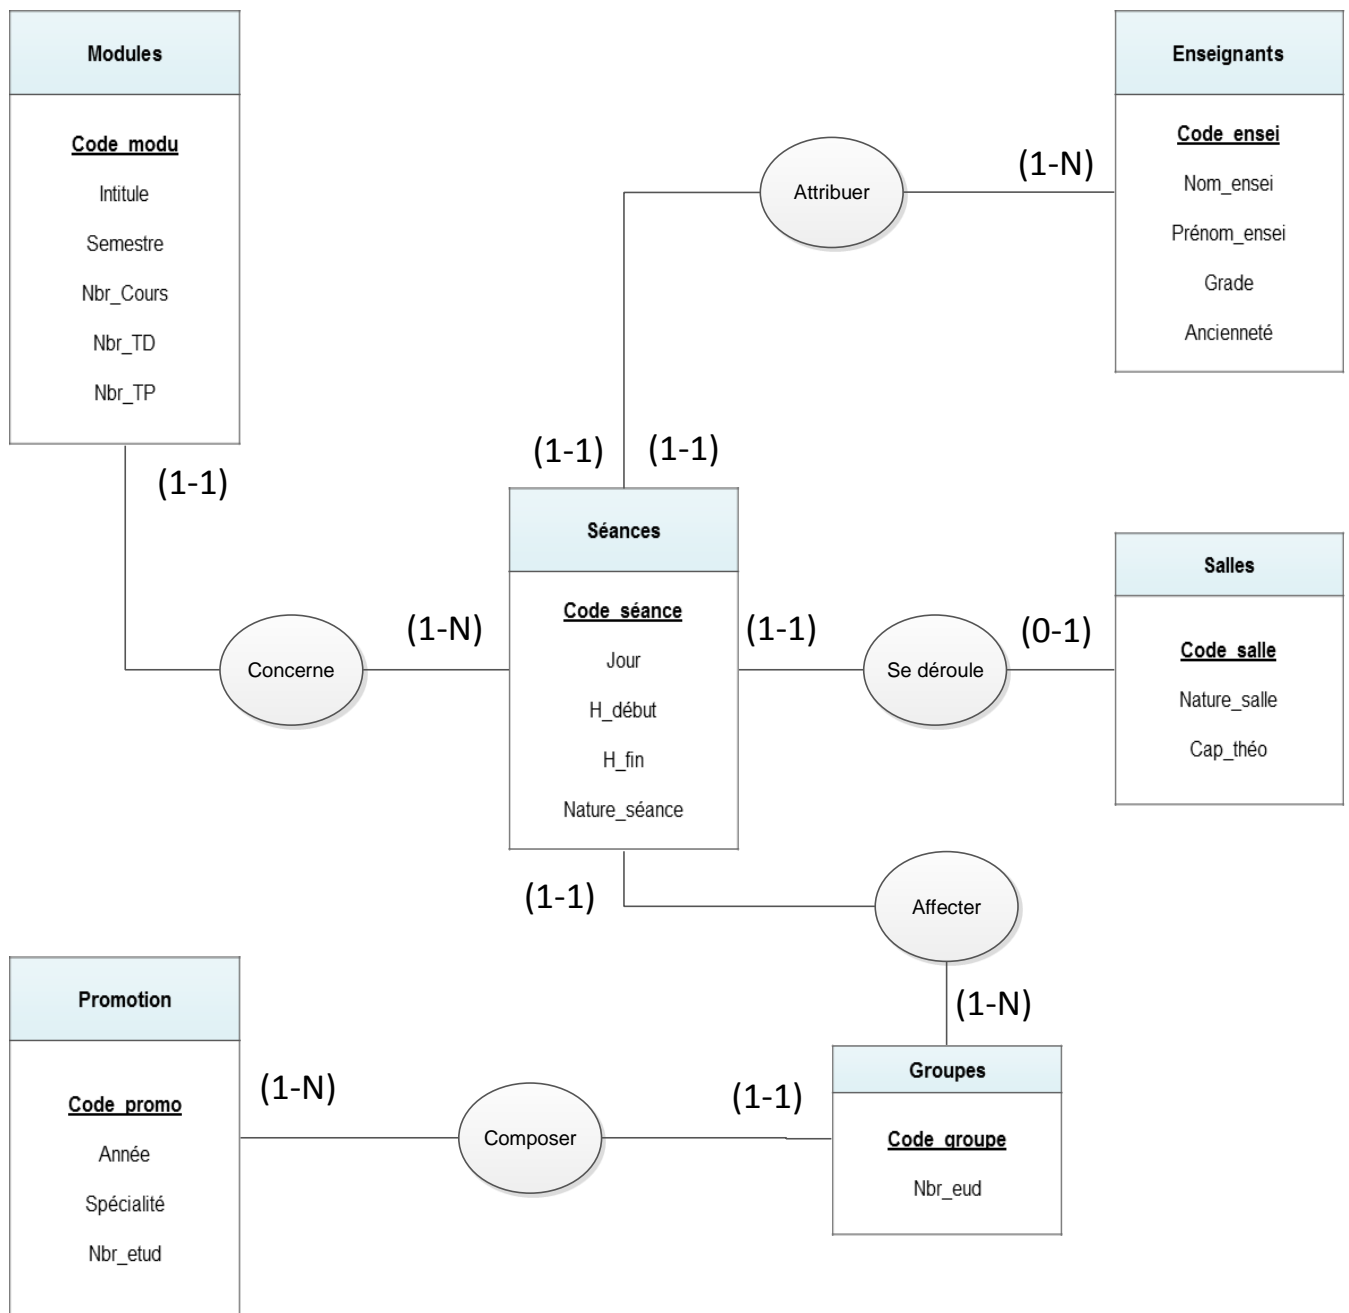 Modules
Code_modu
Intitule
Semestre
Nbr_Cours
Nbr_TD
Nbr_TP
(1-1)
Enseignants
Code_ensei
Nom_ensei
Prénom_ensei
Grade
Ancienneté
(1-N)
Attribuer
(1-1)
(1-1)
Séances
Code_séance
Jour
H_début
H_fin
Nature_séance
Concerne
(1-N)
(1-1)
Se déroule
(0-1)
Salles
Code_salle
Nature_salle
Cap_théo
(1-1)
Affecter
(1-N)
Promotion
Code_promo
Année
Spécialité
Nbr_etud
(1-N)
Composer
(1-1)
Groupes
Code_groupe
Nbr_eud